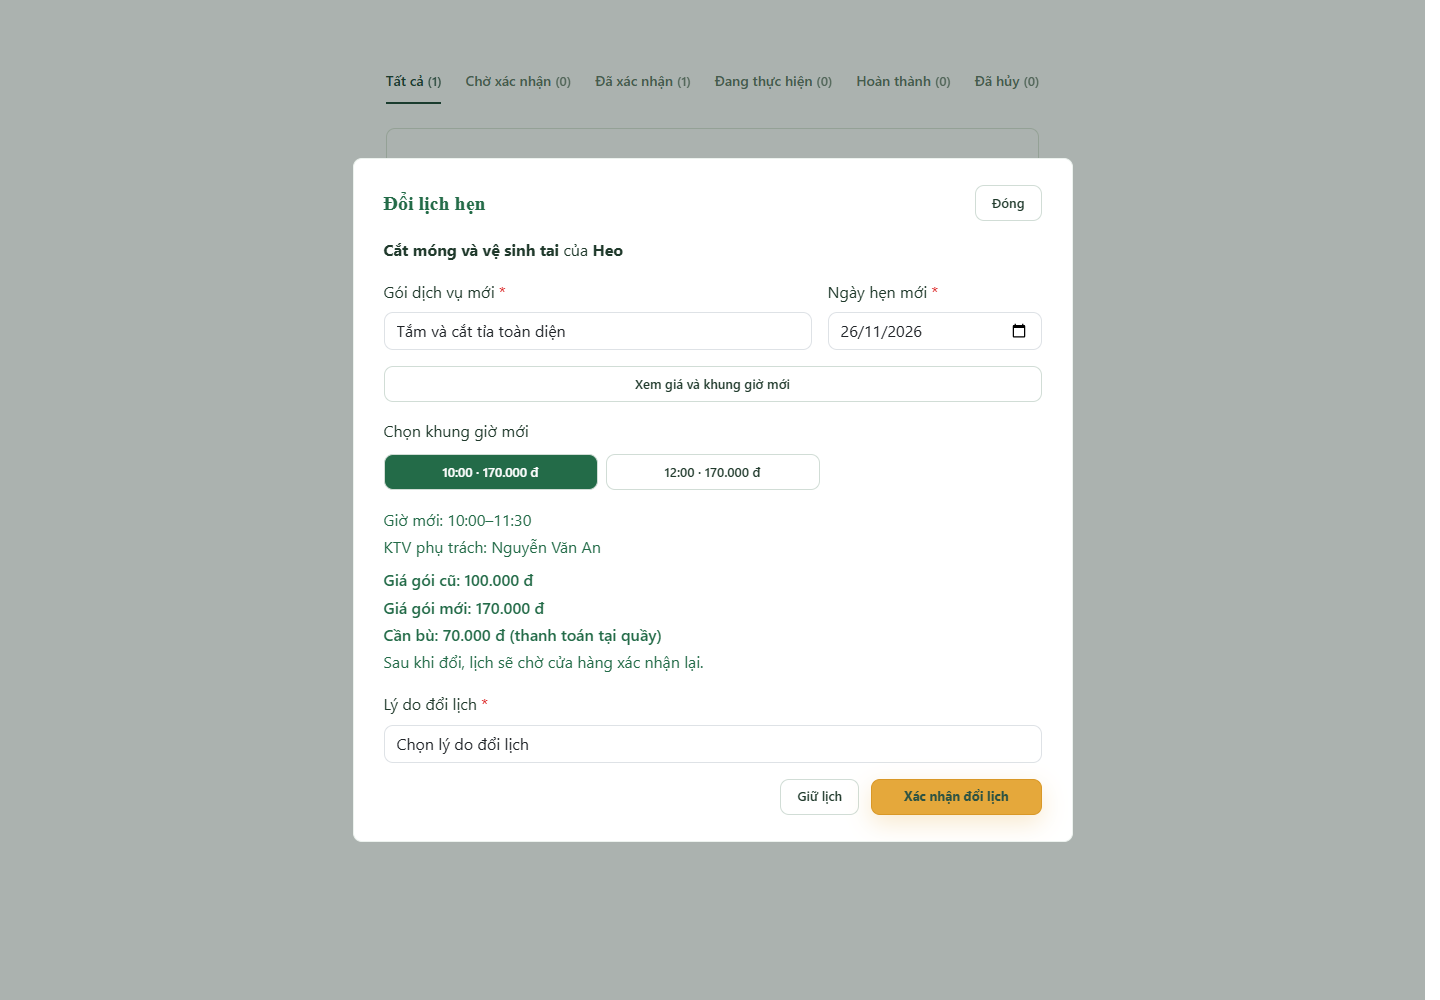 Tất cả (1) Chờ xác nhận (0) Đã xác nhận (1) Đang thực hiện (0) Hoàn thành (0) Đã hủy (0)
Đổi lịch hẹn
Đóng
Cắt móng và vệ sinh tai của Heo
Gói dịch vụ mới *
Ngày hẹn mới *
Tắm và cắt tỉa toàn diện
26/11/2026
Xem giá và khung giờ mới
Chọn khung giờ mới
10:00 · 170.000 đ
12:00 · 170.000 đ
Giờ mới: 10:00–11:30
KTV phụ trách: Nguyễn Văn An
Giá gói cũ: 100.000 đ
Giá gói mới: 170.000 đ
Cần bù: 70.000 đ (thanh toán tại quầy)
Sau khi đổi, lịch sẽ chờ cửa hàng xác nhận lại.
Lý do đổi lịch *
Chọn lý do đổi lịch
Giữ lịch
Xác nhận đổi lịch